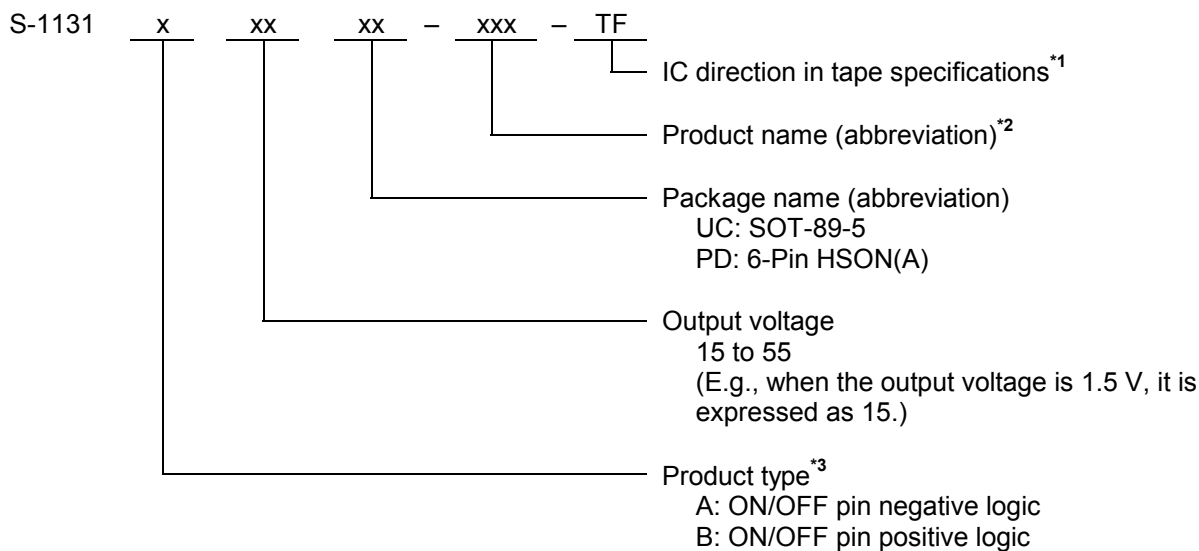 S-1131 x xx xx – xxx – TF
IC direction in tape specifications*1
Product name (abbreviation)*2
Package name (abbreviation)
UC: SOT-89-5
PD: 6-Pin HSON(A)
Output voltage
15 to 55
(E.g., when the output voltage is 1.5 V, it is
expressed as 15.)
Product type*3
A: ON/OFF pin negative logic
B: ON/OFF pin positive logic